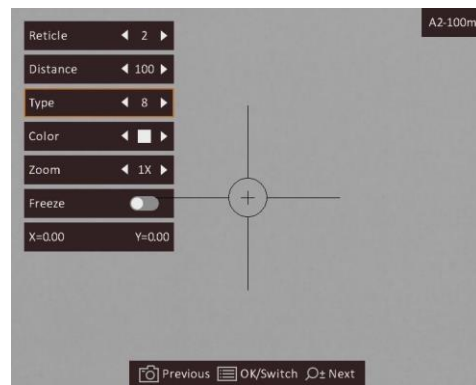 A2-100m
Reticle 2
Distance 100
Type 8
Color
Zoom 1X
Freeze
X=0.00 Y=0.00
Previous OK/Switch Next